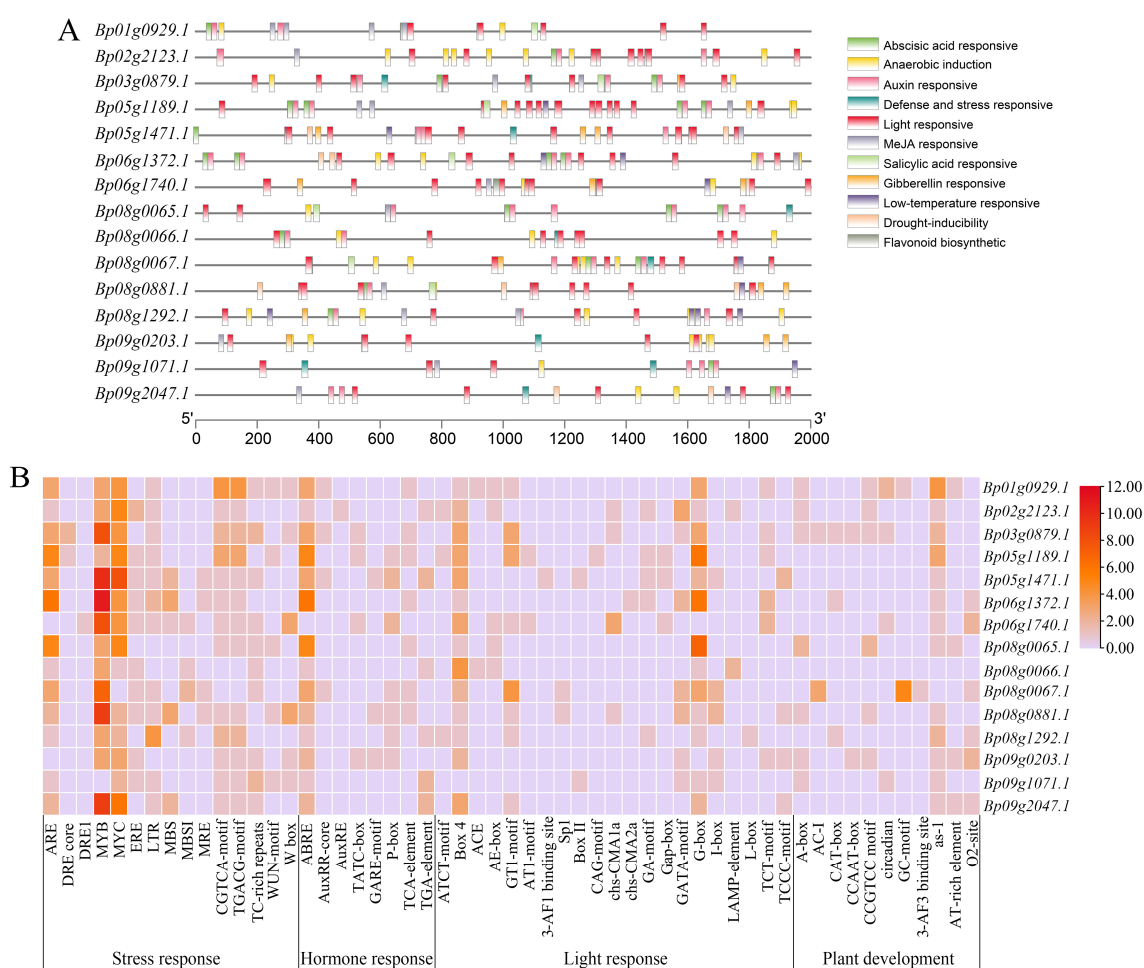 A
Bp01g0929.1
Bp02g2123.1
Bp03g0879.1
Bp05g1189.1
Bp05g1471.1
Bp06g1372.1
Bp06g1740.1
Bp08g0065.1
Bp08g0066.1
Bp08g0067.1
Bp08g0881.1
Bp08g1292.1
Bp09g0203.1
Bp09g1071.1
Bp09g2047.1
5' 3'
0 200 400 600 800 1000 1200 1400 1600 1800 2000
Abscisic acid responsive
Anaerobic induction
Auxin responsive
Defense and stress responsive
Light responsive
MeJA responsive
Salicylic acid responsive
Gibberellin responsive
Low-temperature responsive
Drought-inducibility
Flavonoid biosynthetic
B
Bp01g0929.1
Bp02g2123.1
Bp03g0879.1
Bp05g1189.1
Bp05g1471.1
Bp06g1372.1
Bp06g1740.1
Bp08g0065.1
Bp08g0066.1
Bp08g0067.1
Bp08g0881.1
Bp08g1292.1
Bp09g0203.1
Bp09g1071.1
Bp09g2047.1
12.00
10.00
8.00
6.00
4.00
2.00
0.00
ARE
DRE core
DRE1
MYB
MYC
ERE
LTR
MBS
MBSI
MRE
CGTCA-motif
TGACG-motif
TC-rich repeats
WUN-motif
W box
ABRE
AuxRR-core
AuxRE
TATC-box
GARE-motif
P-box
TCA-element
TGA-element
ATCT-motif
Box 4
ACE
AE-box
GT1-motif
AT1-motif
3-AF1 binding site
Sp1
Box II
CAG-motif
chs-CMA1a
chs-CMA2a
GA-motif
Gap-box
GATA-motif
G-box
I-box
LAMP-element
L-box
TCT-motif
TCCC-motif
A-box
AC-I
CAT-box
CCAAT-box
CCGTCC motif
circadian
GC-motif
3-AF3 binding site
as-1
AT-rich element
O2-site
Stress response
Hormone response
Light response
Plant development